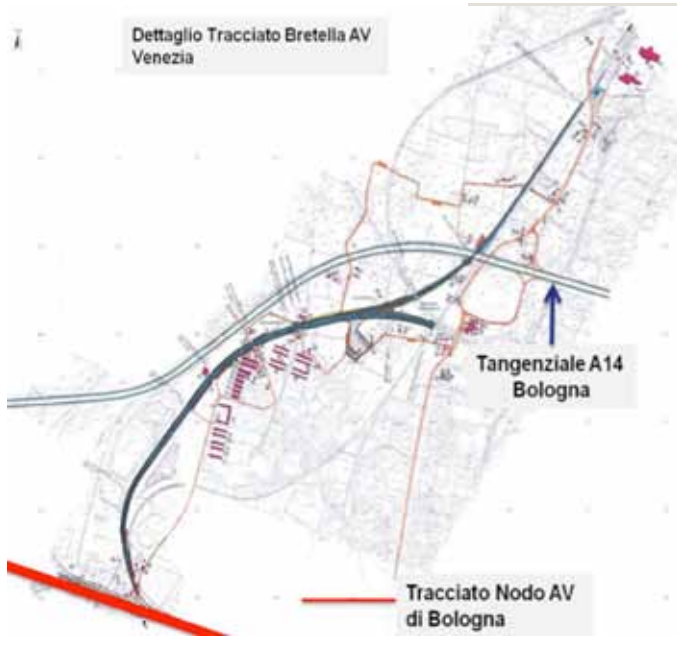 Dettaglio Tracciato Bretella AV
Venezia
Tangenziale A14
Bologna
Tracciato Nodo AV
di Bologna